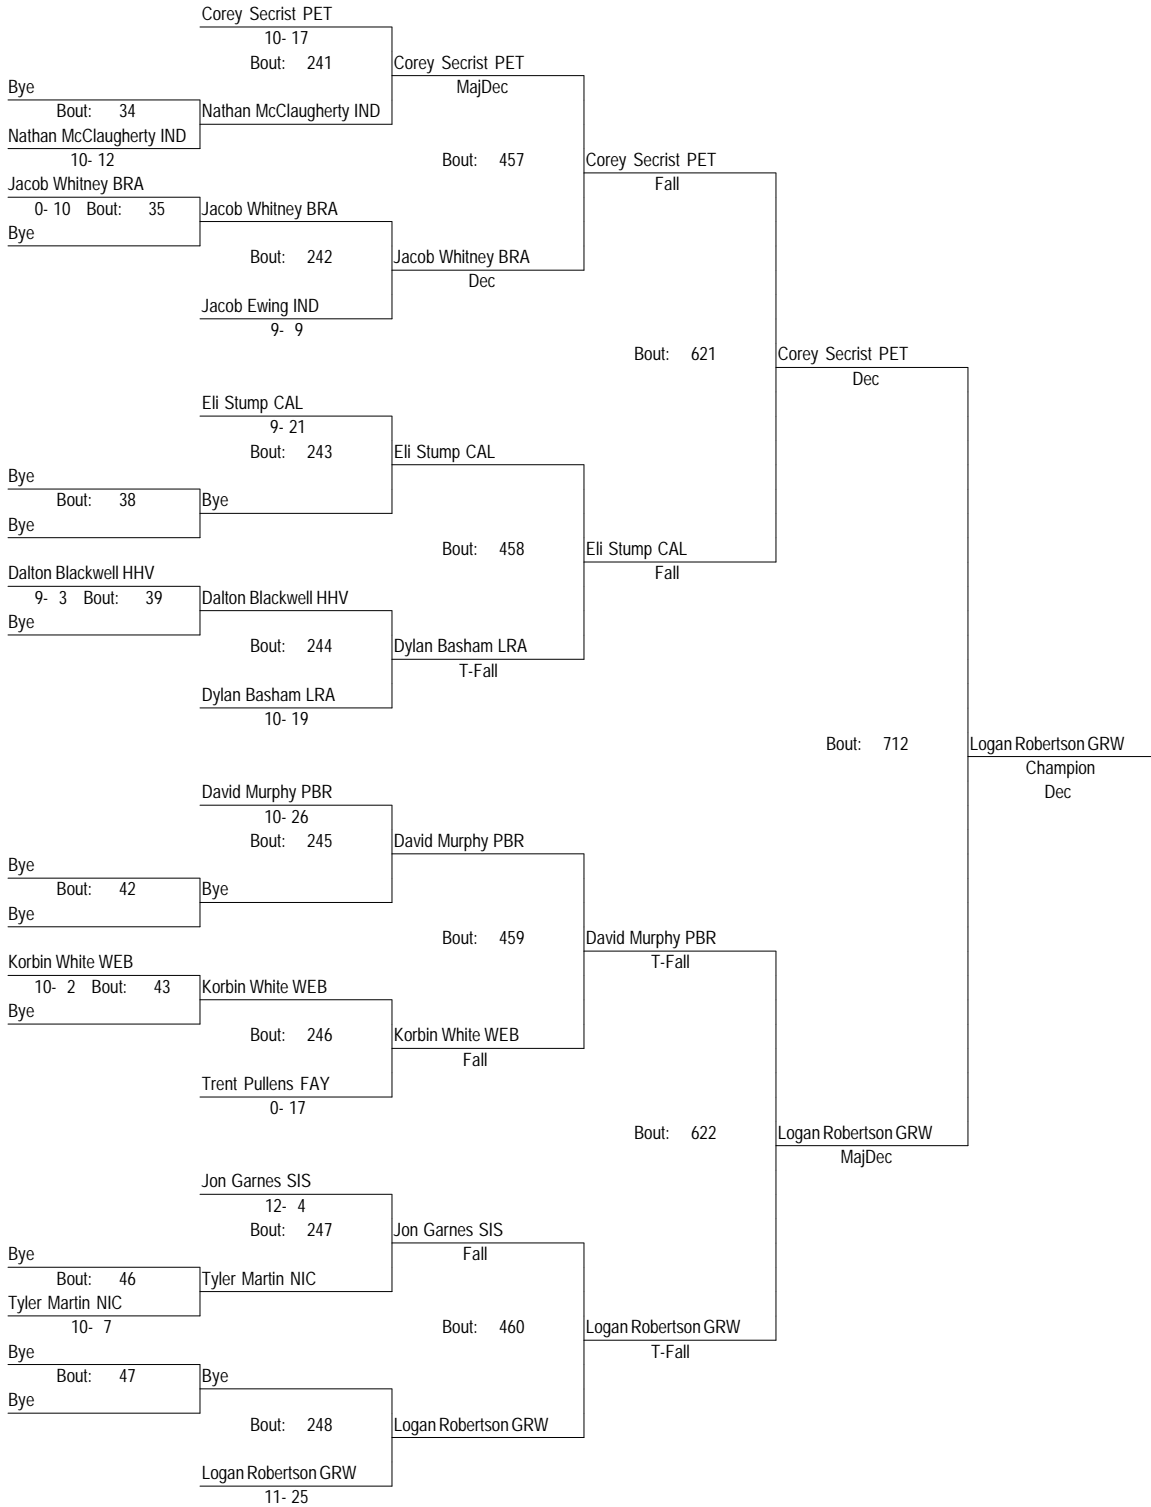 Corey Secrist PET
10- 17
Bout: 241
Corey Secrist PET
Bye
MajDec
Bout: 34
Nathan McClaugherty IND
Nathan McClaugherty IND
10- 12
Bout: 457
Corey Secrist PET
Jacob Whitney BRA
Fall
0- 10 Bout: 35
Jacob Whitney BRA
Bye
Bout: 242
Jacob Whitney BRA
Dec
Jacob Ewing IND
9- 9
Bout: 621
Corey Secrist PET
Dec
Eli Stump CAL
9- 21
Bout: 243
Eli Stump CAL
Bye
Bout: 38
Bye
Bye
Bout: 458
Eli Stump CAL
Dalton Blackwell HHV
Fall
9- 3 Bout: 39
Dalton Blackwell HHV
Bye
Bout: 244
Dylan Basham LRA
T-Fall
Dylan Basham LRA
10- 19
Bout: 712
Logan Robertson GRW
Champion
Dec
David Murphy PBR
10- 26
Bout: 245
David Murphy PBR
Bye
Bout: 42
Bye
Bye
Bout: 459
David Murphy PBR
Korbin White WEB
T-Fall
10- 2 Bout: 43
Korbin White WEB
Bye
Bout: 246
Korbin White WEB
Fall
Trent Pullens FAY
0- 17
Bout: 622
Logan Robertson GRW
MajDec
Jon Garnes SIS
12- 4
Bout: 247
Jon Garnes SIS
Bye
Fall
Bout: 46
Tyler Martin NIC
Tyler Martin NIC
10- 7
Bout: 460
Logan Robertson GRW
Bye
T-Fall
Bout: 47
Bye
Bye
Bout: 248
Logan Robertson GRW
Logan Robertson GRW
11- 25